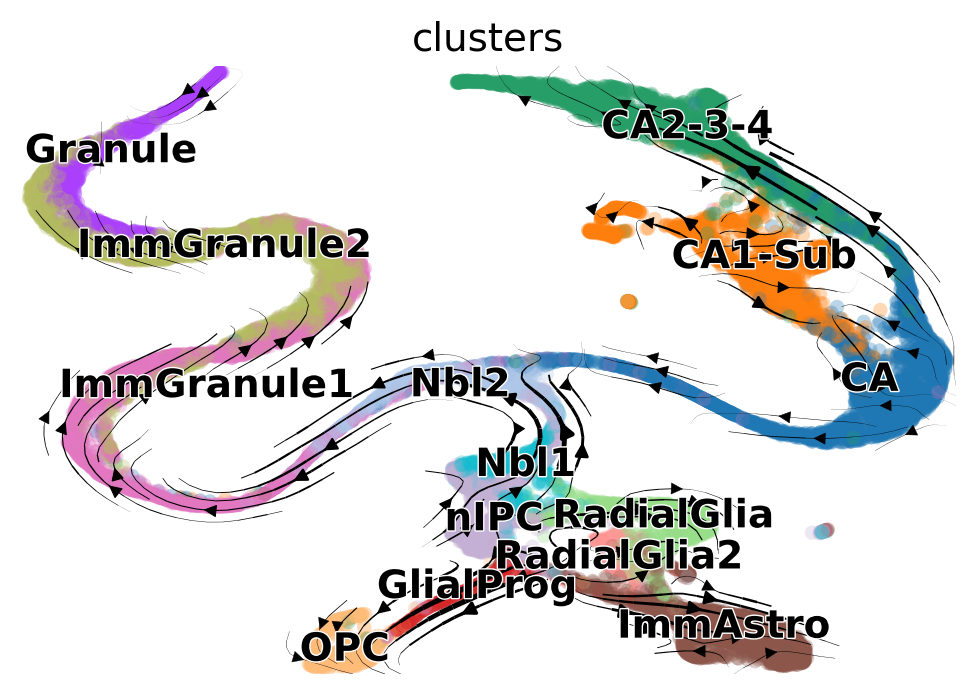 clusters
CA2-3-4
Granule
ImmGranule2
CA1-Sub
CA
ImmGranule1
Nbl2
Nbl1
nIPC
RadialGlia
RadialGlia2
GlialProg
ImmAstro
OPC